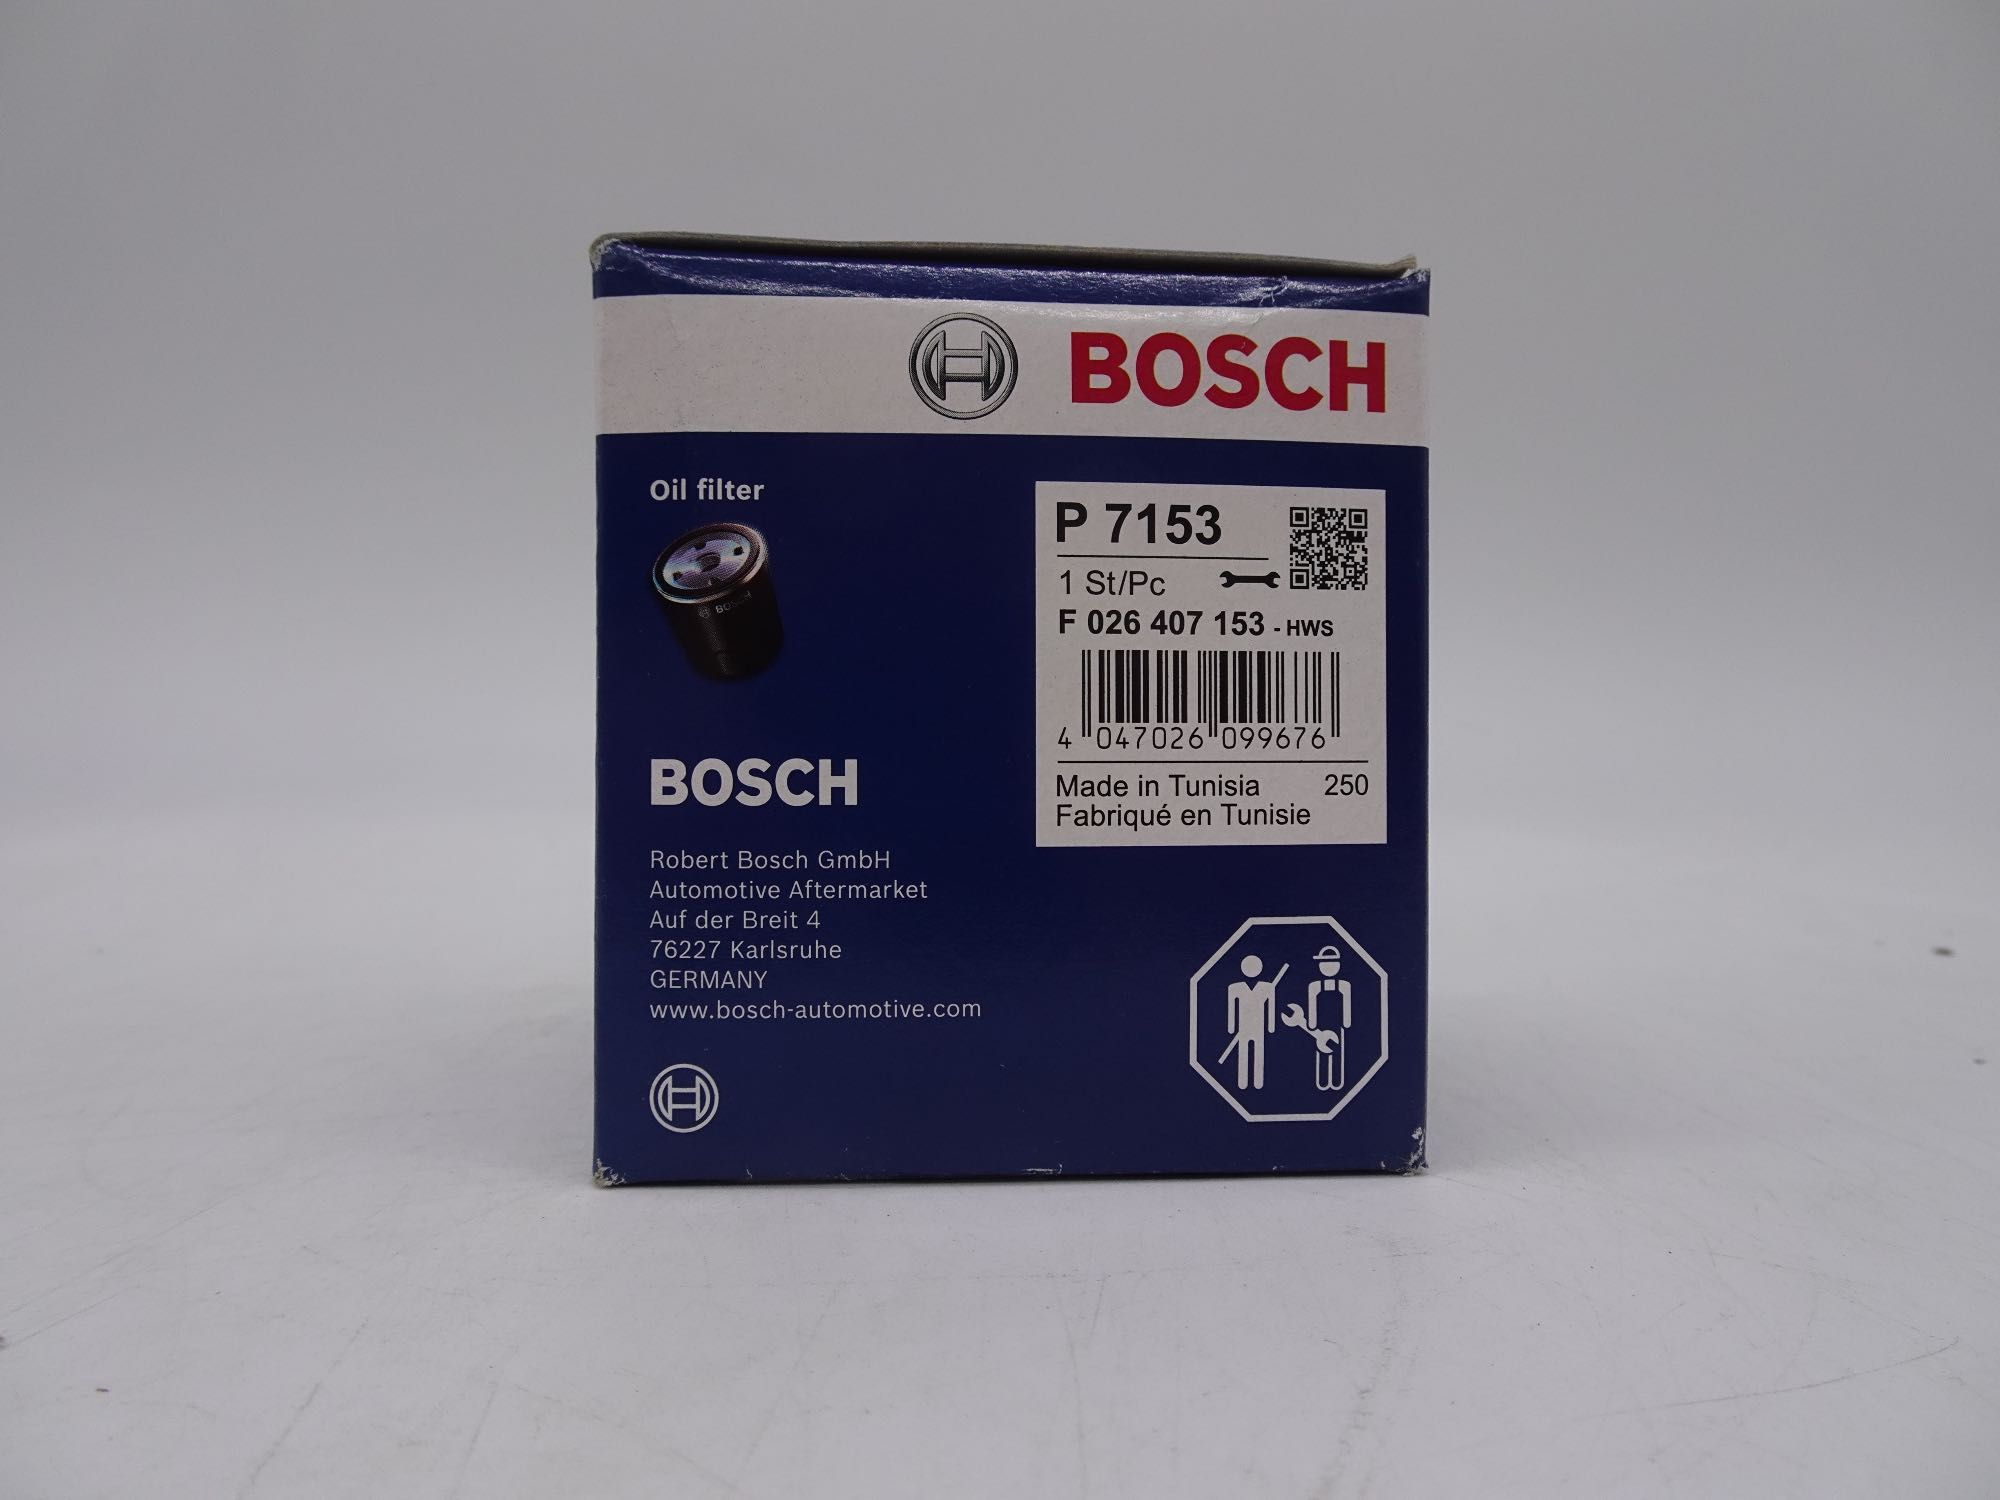 BOSCH
Oil filter
BOSCH
P 7153
1 St/Pc
F 026 407 153 - HWS
4 047026 099676
Made in Tunisia 250
Fabriqué en Tunisie
BOSCH
Robert Bosch GmbH
Automotive Aftermarket
Auf der Breit 4
76227 Karlsruhe
GERMANY
www.bosch-automotive.com